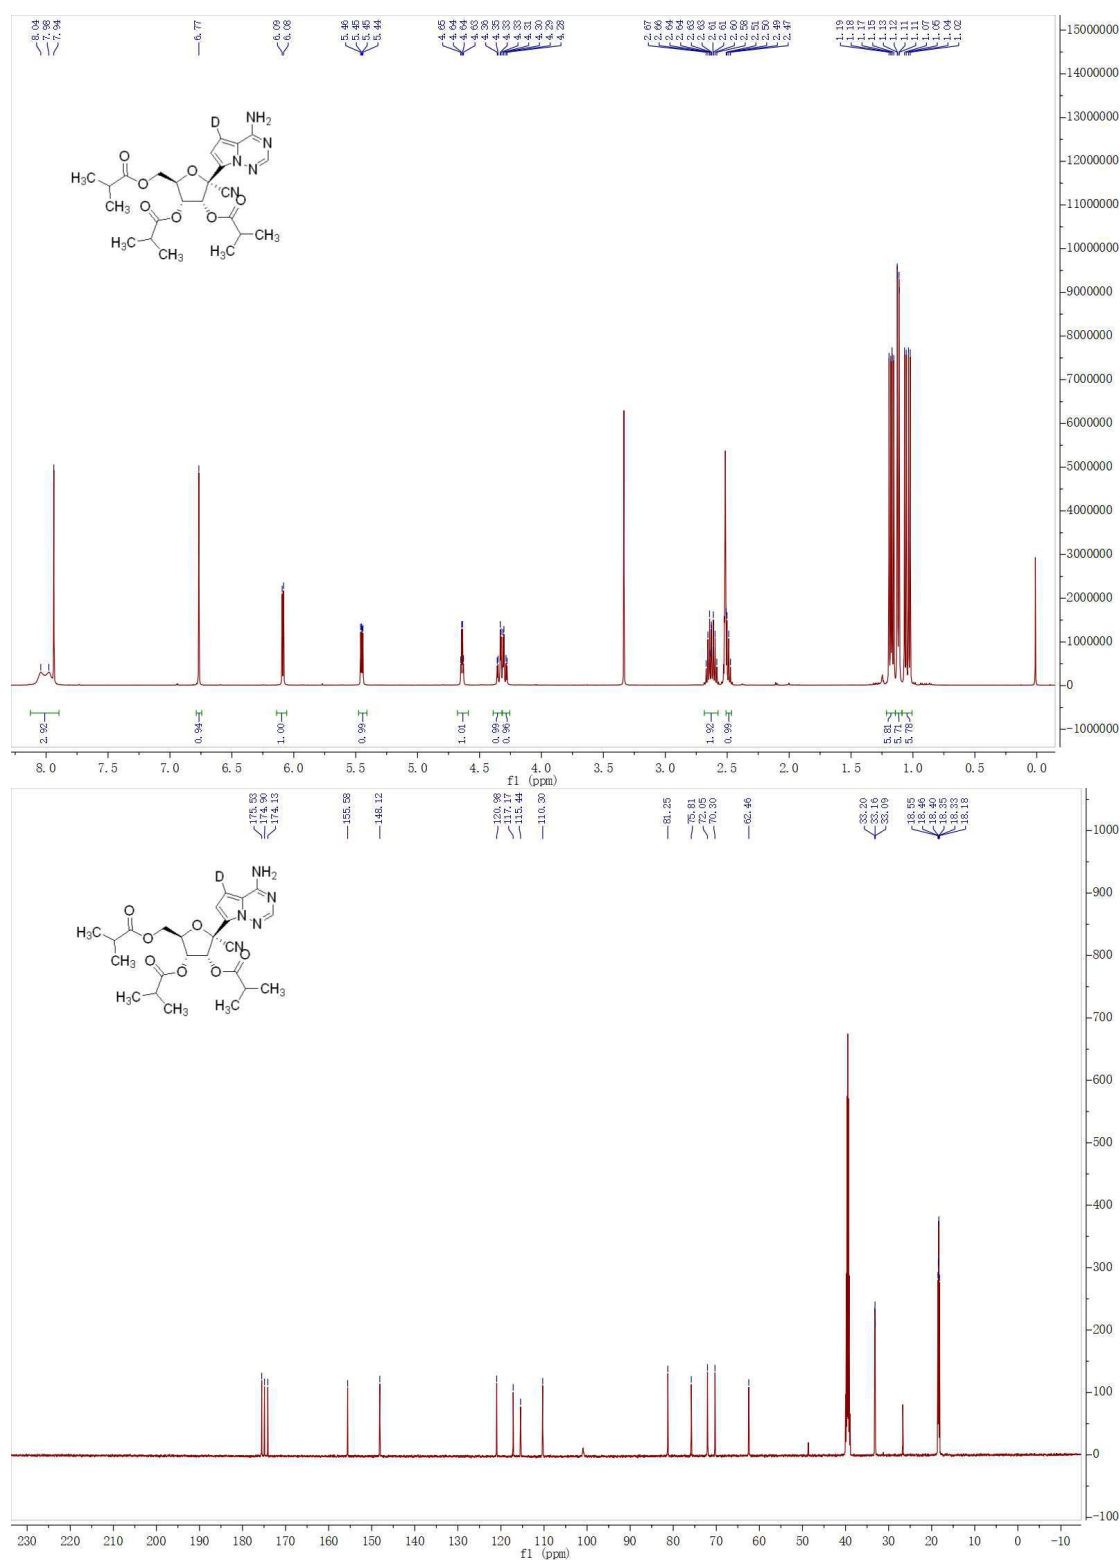 8.04 7.98 7.94 6.77 6.09 6.08 5.46 5.45 5.45 5.44 4.65 4.64 4.64 4.63 4.36 4.35 4.33 4.33 4.31 4.30 4.29 4.28 2.67 2.66 2.64 2.64 2.63 2.63 2.61 2.61 2.60 2.58 2.51 2.50 2.49 2.47 1.19 1.18 1.17 1.15 1.13 1.12 1.11 1.11 1.07 1.05 1.04 1.02
15000000
14000000
13000000
12000000
11000000
10000000
9000000
8000000
7000000
6000000
5000000
4000000
3000000
2000000
1000000
0
-1000000
D NH2
N
O N N
O
H3C O CN
CH3 O O O O
H3C CH3 H3C CH3
2.92 0.94 1.00 0.99 1.01 0.99 0.96 1.92 0.99 5.81 5.71 5.78
8.0 7.5 7.0 6.5 6.0 5.5 5.0 4.5 4.0 3.5 3.0 2.5 2.0 1.5 1.0 0.5 0.0
f1 (ppm)
175.53 174.90 174.13 155.58 148.12 120.98 117.17 115.44 110.30 81.25 75.81 72.05 70.30 62.46 33.20 33.16 33.09 18.55 18.46 18.40 18.35 18.33 18.18
1000
900
800
700
600
500
400
300
200
100
0
-100
D NH2
N
O N N
O
H3C O CN
CH3 O O O O
H3C CH3 H3C CH3
230 220 210 200 190 180 170 160 150 140 130 120 110 100 90 80 70 60 50 40 30 20 10 0 -10
f1 (ppm)